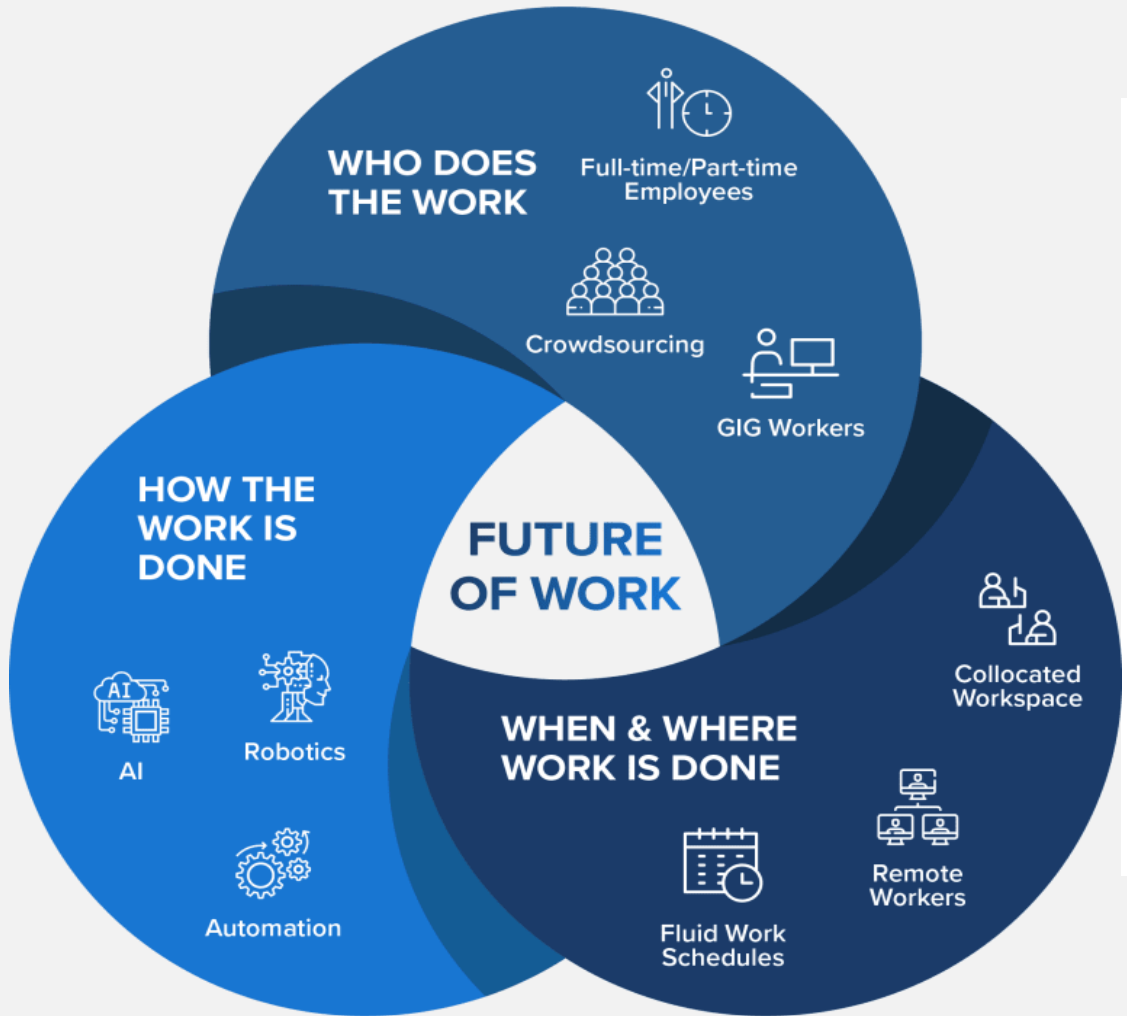 WHO DOES
THE WORK
Full-time/Part-time
Employees
Crowdsourcing
GIG Workers
HOW THE
WORK IS
DONE
AI
AI
Robotics
Automation
FUTURE
OF WORK
WHEN & WHERE
WORK IS DONE
Collocated
Workspace
Remote
Workers
Fluid Work
Schedules